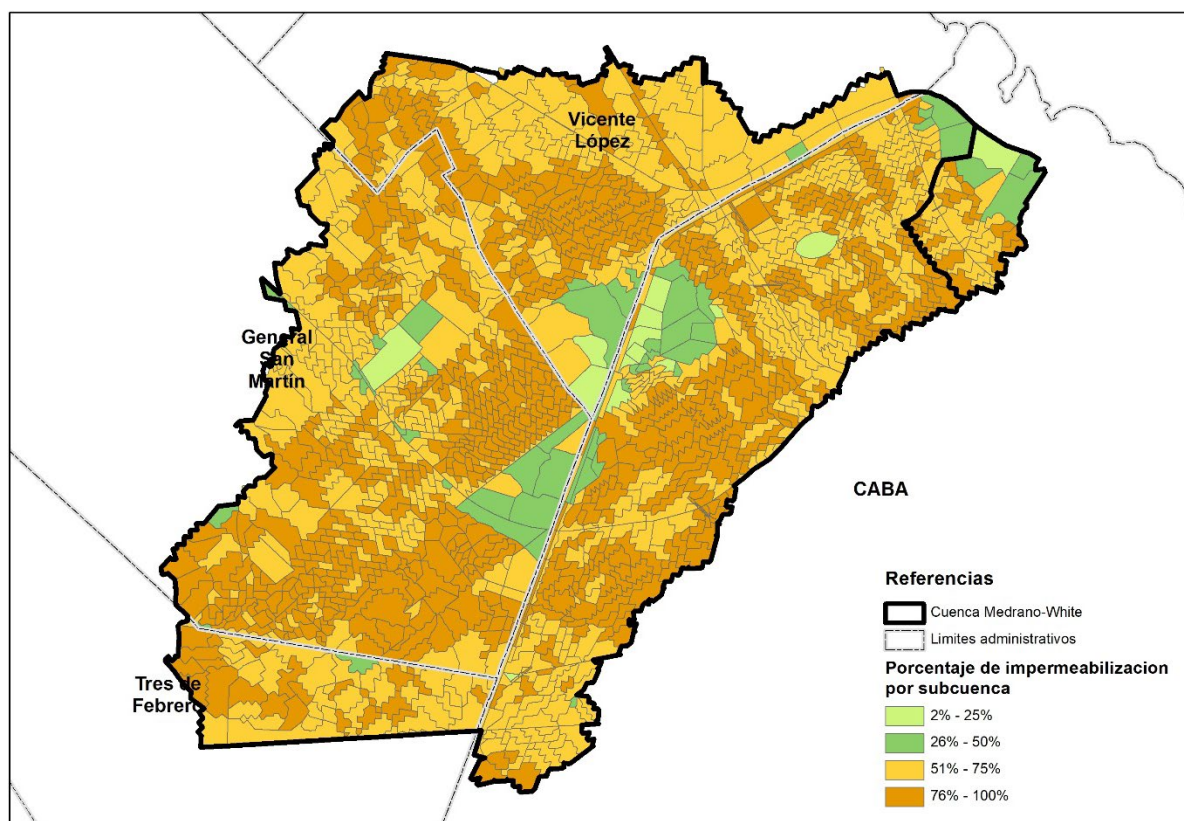 Vicente
López
General
San
Martín
CABA
Tres de
Febrero
Referencias
Cuenca Medrano-White
Limites administrativos
Porcentaje de impermeabilizacion
por subcuenca
2% - 25%
26% - 50%
51% - 75%
76% - 100%